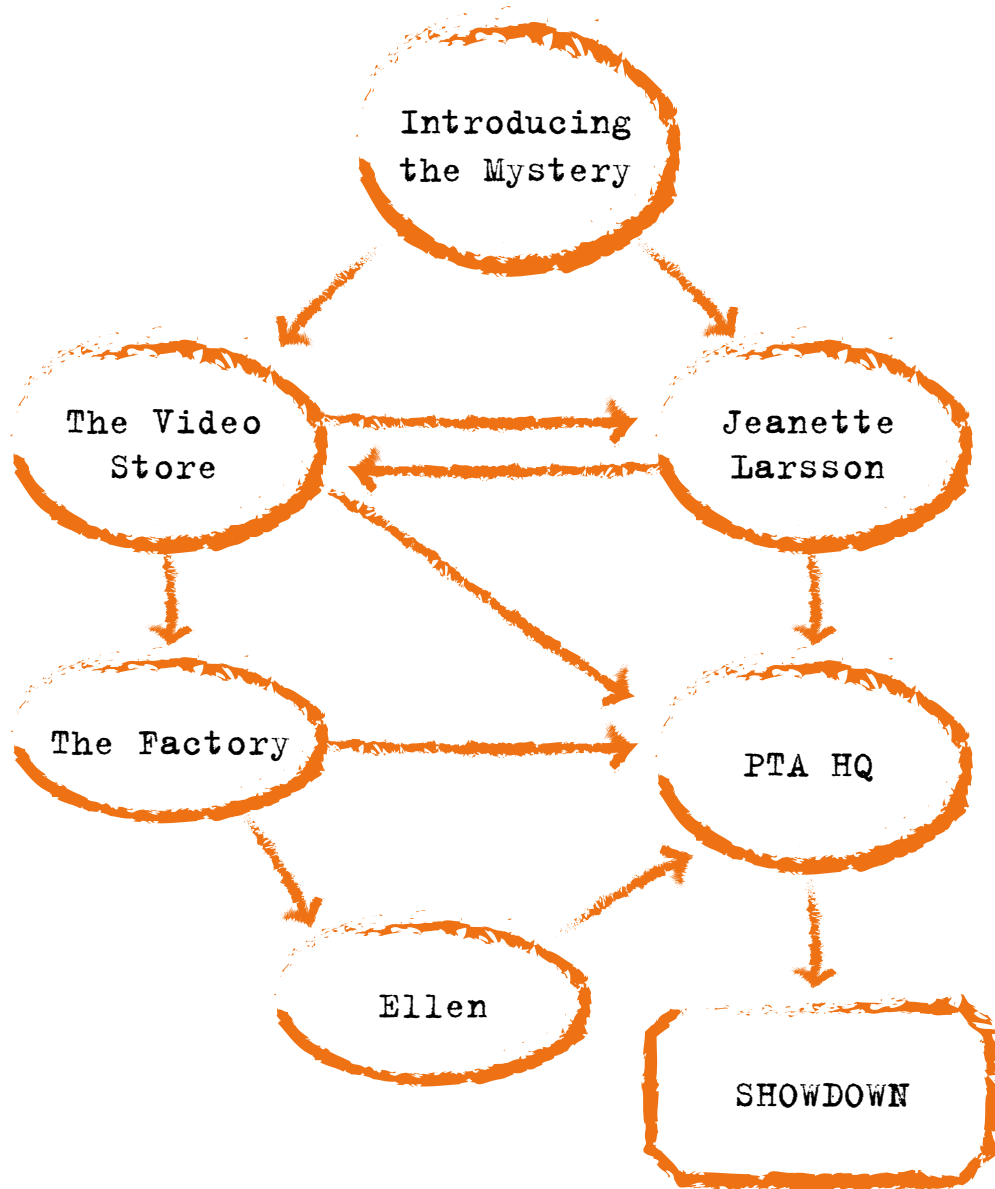 Introducing
the Mystery
The Video
Store
Jeanette
Larsson
The Factory
PTA HQ
Ellen
SHOWDOWN